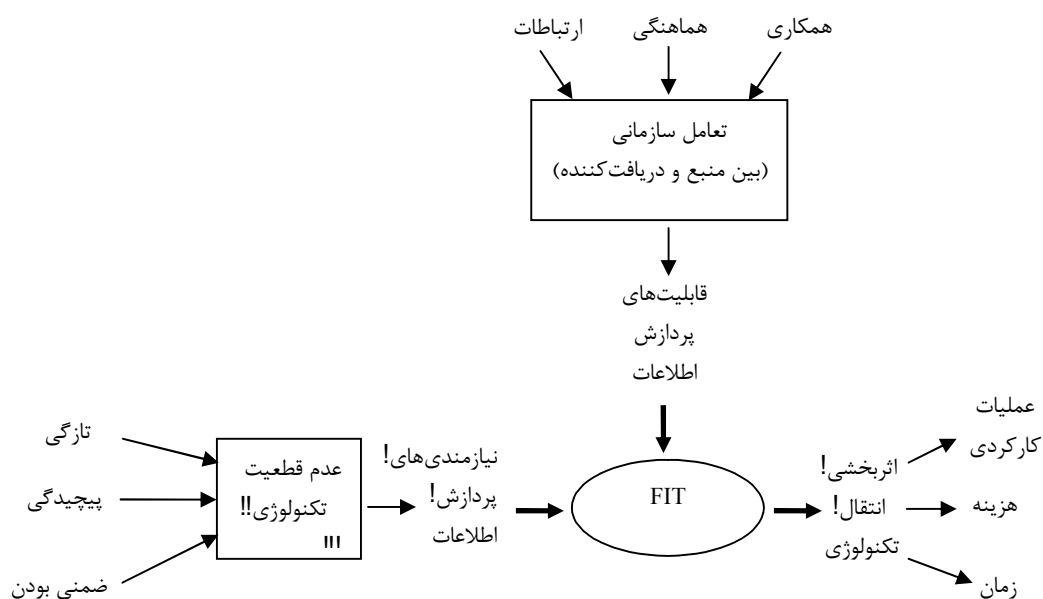 همکاری
هماهنگی
ارتباطات
تعامل سازمانی
(بین منبع و دریافت‌کننده)
قابلیت‌های
پردازش
اطلاعات
تازگی
پیچیدگی
ضمنی بودن
عدم قطعیت
تکنولوژی!!
!!!
نیازمندی‌های!
پردازش!
اطلاعات
FIT
اثربخشی!
انتقال!
تکنولوژی
عملیات
کارکردی
هزینه
زمان